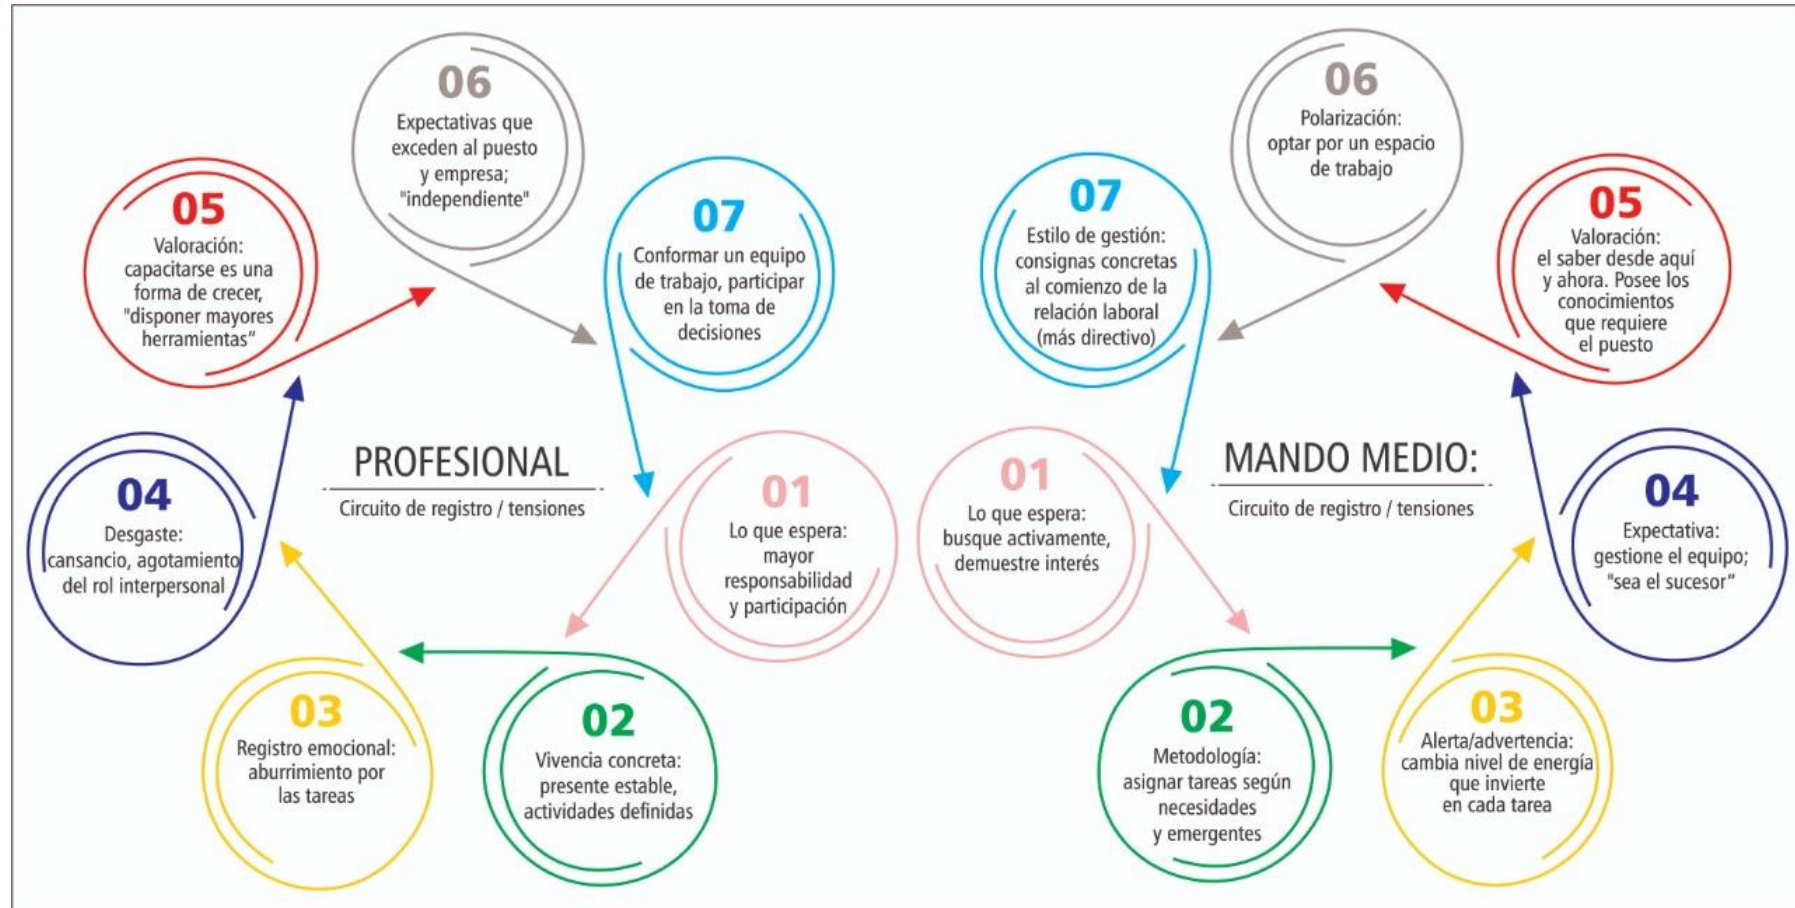 PROFESIONAL
Circuito de registro / tensiones
01
Lo que espera:
mayor
responsabilidad
y participación
02
Vivencia concreta:
presente estable,
actividades definidas
03
Registro emocional:
aburrimiento por
las tareas
04
Desgaste:
cansancio, agotamiento
del rol interpersonal
05
Valoración:
capacitarse es una
forma de crecer,
"disponer mayores
herramientas“
06
Expectativas que
exceden al puesto
y empresa;
"independiente"
07
Conformar un equipo
de trabajo, participar
en la toma de
decisiones
MANDO MEDIO:
Circuito de registro / tensiones
01
Lo que espera:
busque activamente,
demuestre interés
02
Metodología:
asignar tareas según
necesidades
y emergentes
03
Alerta/advertencia:
cambia nivel de energía
que invierte
en cada tarea
04
Expectativa:
gestione el equipo;
"sea el sucesor“
05
Valoración:
el saber desde aquí
y ahora. Posee los
conocimientos
que requiere
el puesto
06
Polarización:
optar por un espacio
de trabajo
07
Estilo de gestión:
consignas concretas
al comienzo de la
relación laboral
(más directivo)